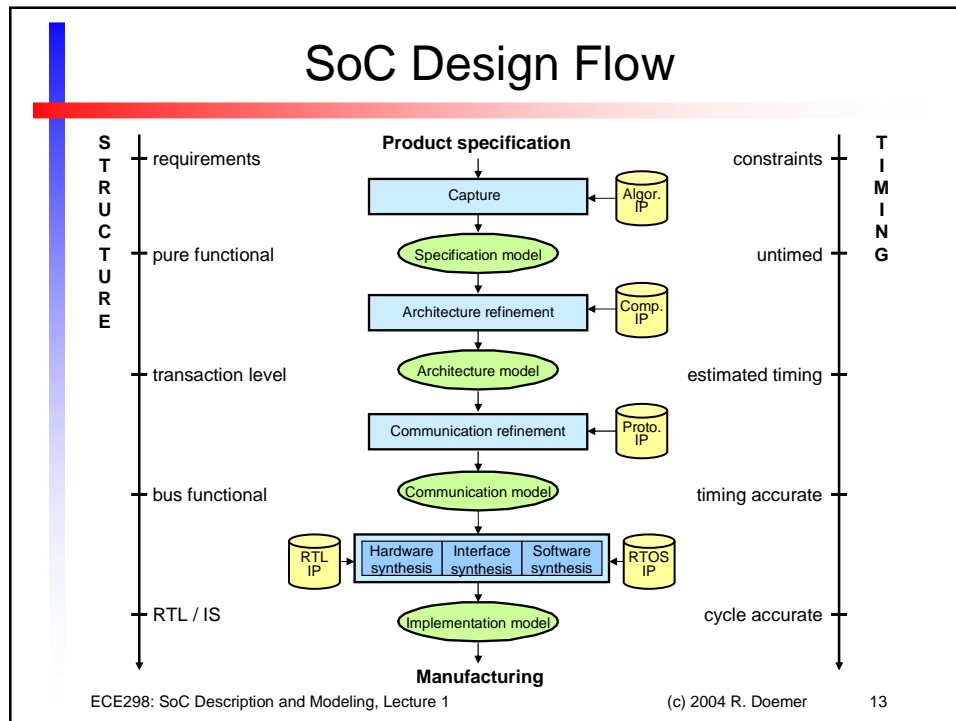 SoC Design Flow
STRUCTURE
TIMING
Product specification
requirements
constraints
Capture
Algor.
IP
pure functional
Specification model
untimed
Architecture refinement
Comp.
IP
transaction level
Architecture model
estimated timing
Communication refinement
Proto.
IP
bus functional
Communication model
timing accurate
RTL
IP
Hardware
synthesis
Interface
synthesis
Software
synthesis
RTOS
IP
RTL / IS
Implementation model
cycle accurate
Manufacturing
ECE298: SoC Description and Modeling, Lecture 1
(c) 2004 R. Doemer
13